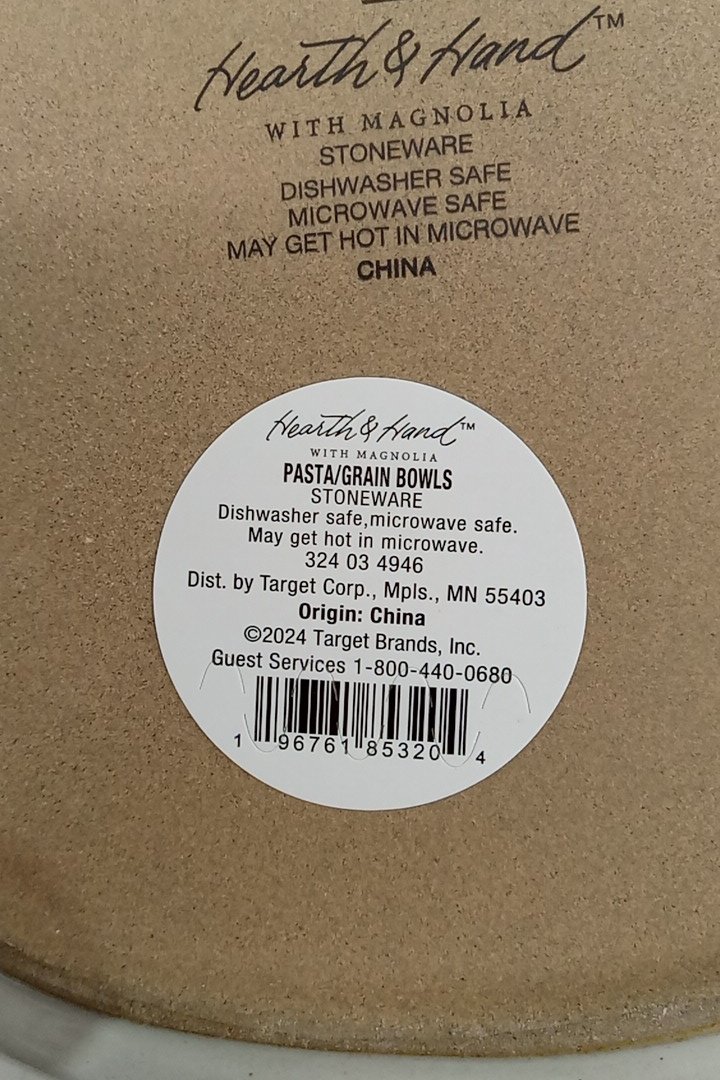 Hearth & Hand™
WITH MAGNOLIA
STONEWARE
DISHWASHER SAFE
MICROWAVE SAFE
MAY GET HOT IN MICROWAVE
CHINA
Hearth & Hand™
WITH MAGNOLIA
PASTA/GRAIN BOWLS
STONEWARE
Dishwasher safe,microwave safe.
May get hot in microwave.
324 03 4946
Dist. by Target Corp., Mpls., MN 55403
Origin: China
©2024 Target Brands, Inc.
Guest Services 1-800-440-0680
1 96761 85320 4